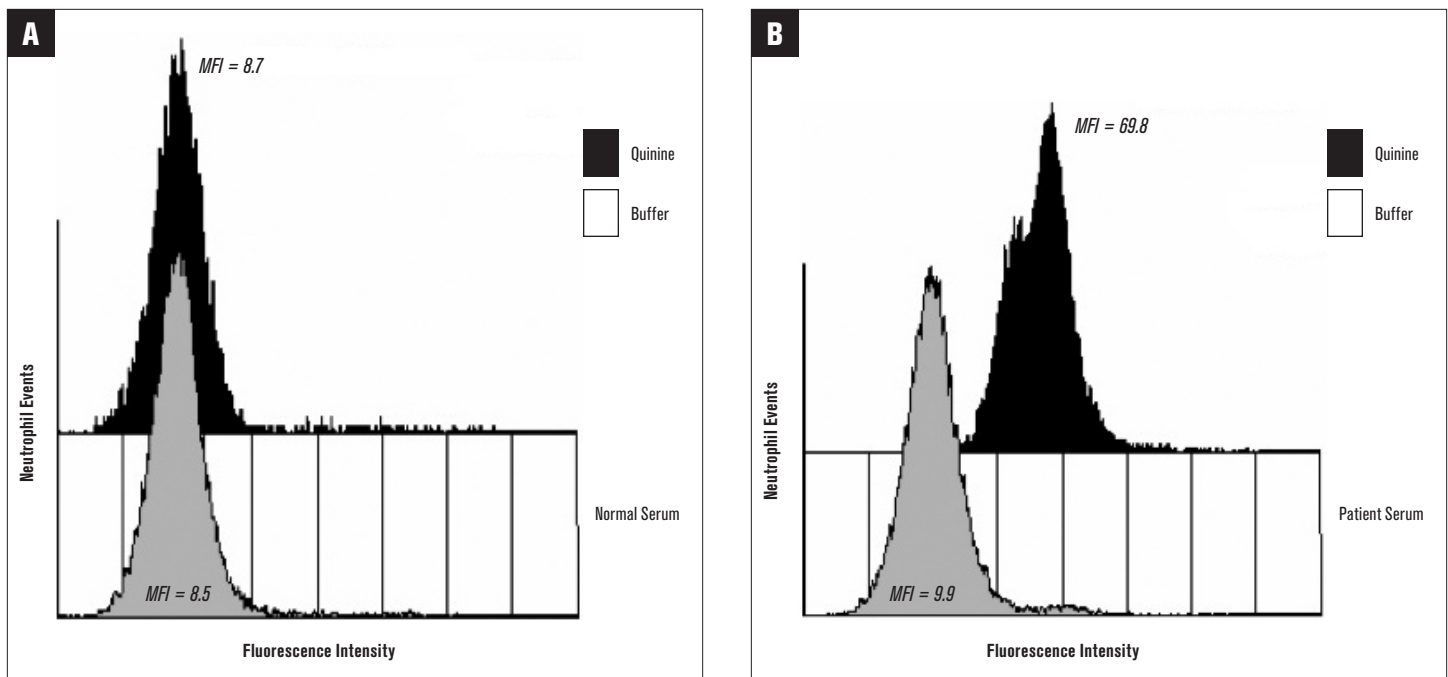 A
MFI = 8.7
Quinine
Buffer
Neutrophil Events
Normal Serum
MFI = 8.5
Fluorescence Intensity
B
MFI = 69.8
Quinine
Buffer
Neutrophil Events
Patient Serum
MFI = 9.9
Fluorescence Intensity